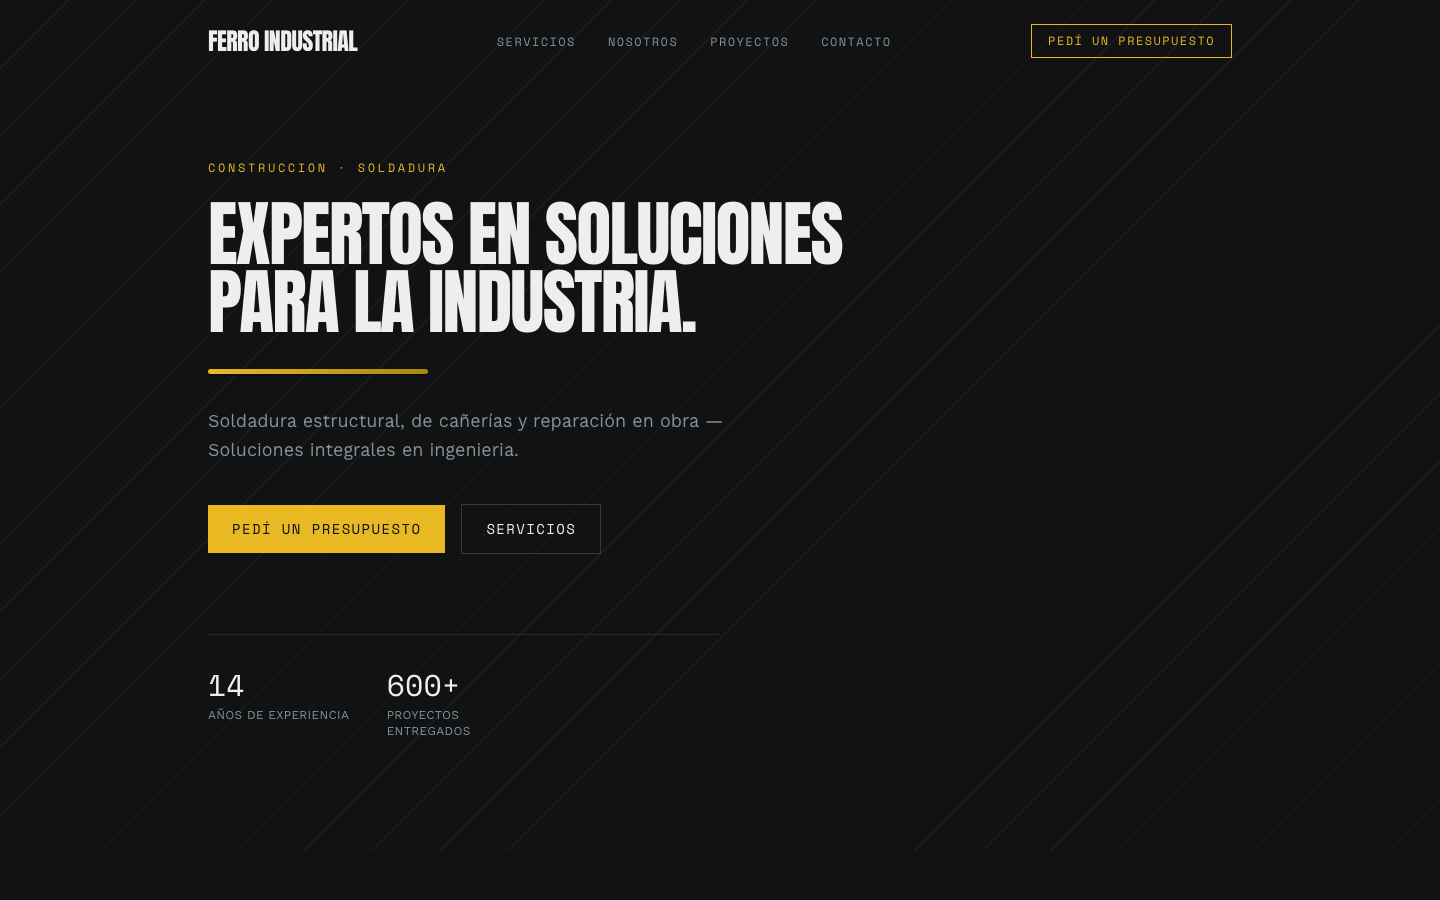 FERRO INDUSTRIAL
SERVICIOS NOSOTROS PROYECTOS CONTACTO
PEDÍ UN PRESUPUESTO
CONSTRUCCION · SOLDADURA
EXPERTOS EN SOLUCIONES
PARA LA INDUSTRIA.
Soldadura estructural, de cañerías y reparación en obra —
Soluciones integrales en ingenieria.
PEDÍ UN PRESUPUESTO
SERVICIOS
14
AÑOS DE EXPERIENCIA
600+
PROYECTOS
ENTREGADOS